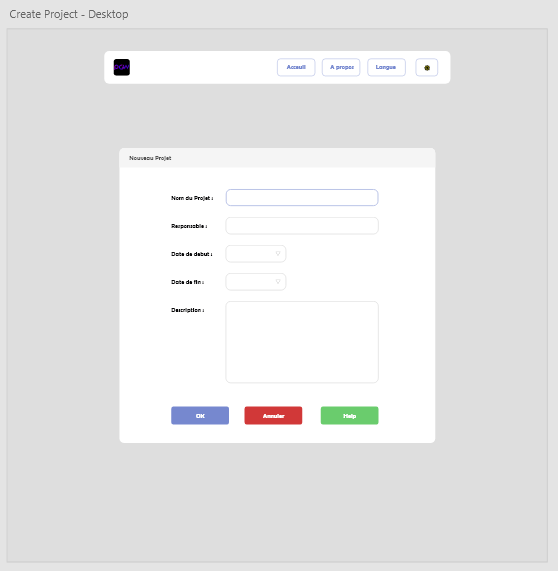 Create Project - Desktop
Acceuil
A propos
Langue
Nouveau Projet
Nom du Projet :
Responsable :
Date de debut :
Date de fin :
Description :
OK
Annuler
Help